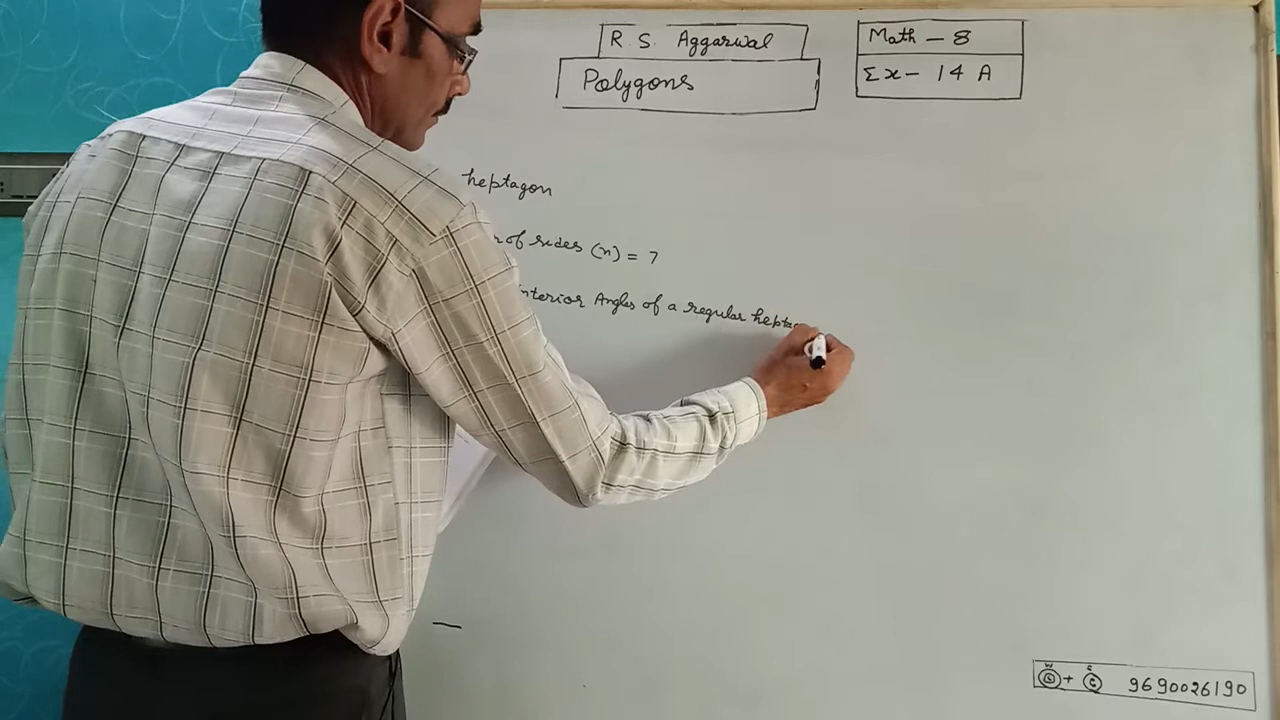 R. S. Aggarwal
Polygons
Math - 8
Ex - 14 A
heptagon
of sides (n) = 7
interior Angles of a regular hepta
W C
G + C 9690026190